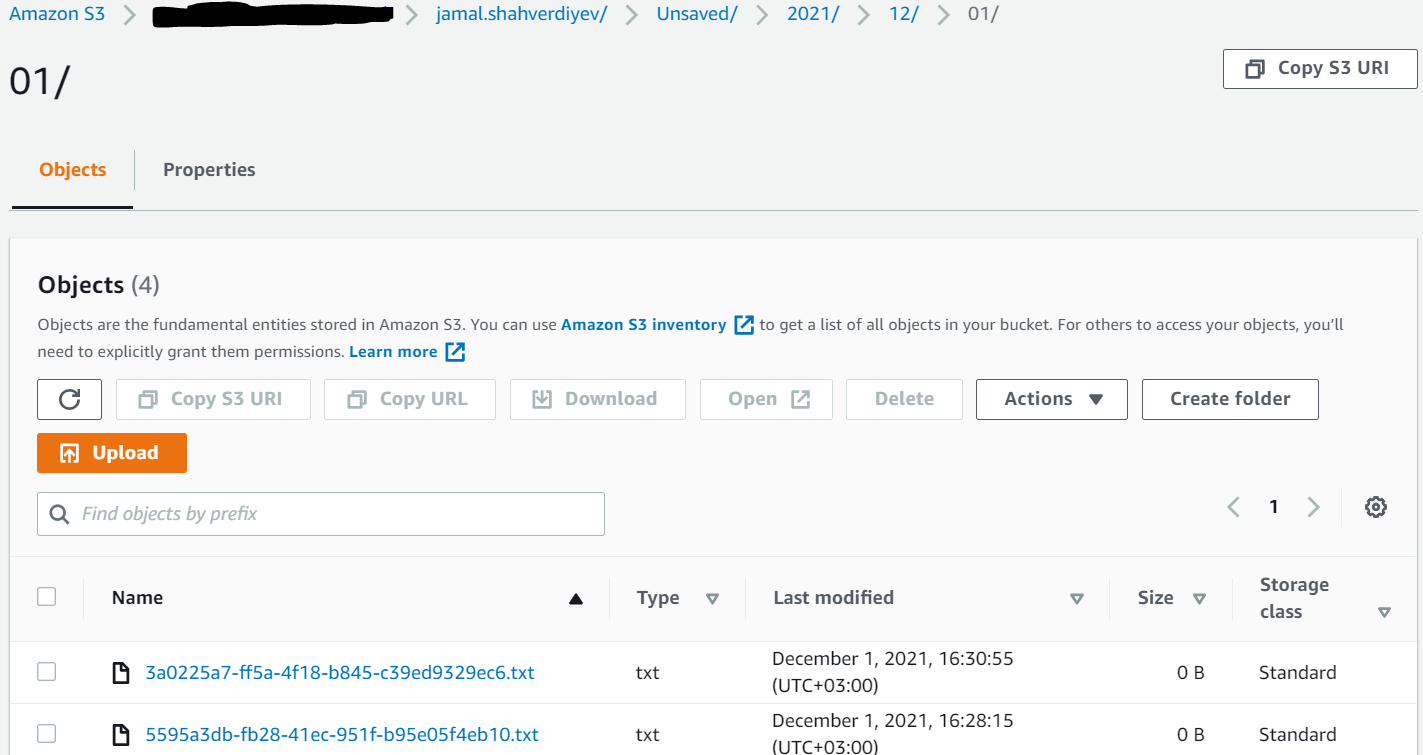 Amazon S3 > > jamal.shahverdiyev/ > Unsaved/ > 2021/ > 12/ > 01/
01/
Copy S3 URI
Objects Properties
Objects (4)
Objects are the fundamental entities stored in Amazon S3. You can use Amazon S3 inventory to get a list of all objects in your bucket. For others to access your objects, you'll
need to explicitly grant them permissions. Learn more
Copy S3 URI Copy URL Download Open Delete Actions Create folder
Upload
Find objects by prefix
1
Name Type Last modified Size Storage class
3a0225a7-ff5a-4f18-b845-c39ed9329ec6.txt txt December 1, 2021, 16:30:55 (UTC+03:00) 0 B Standard
5595a3db-fb28-41ec-951f-b95e05f4eb10.txt txt December 1, 2021, 16:28:15 (UTC+03:00) 0 B Standard